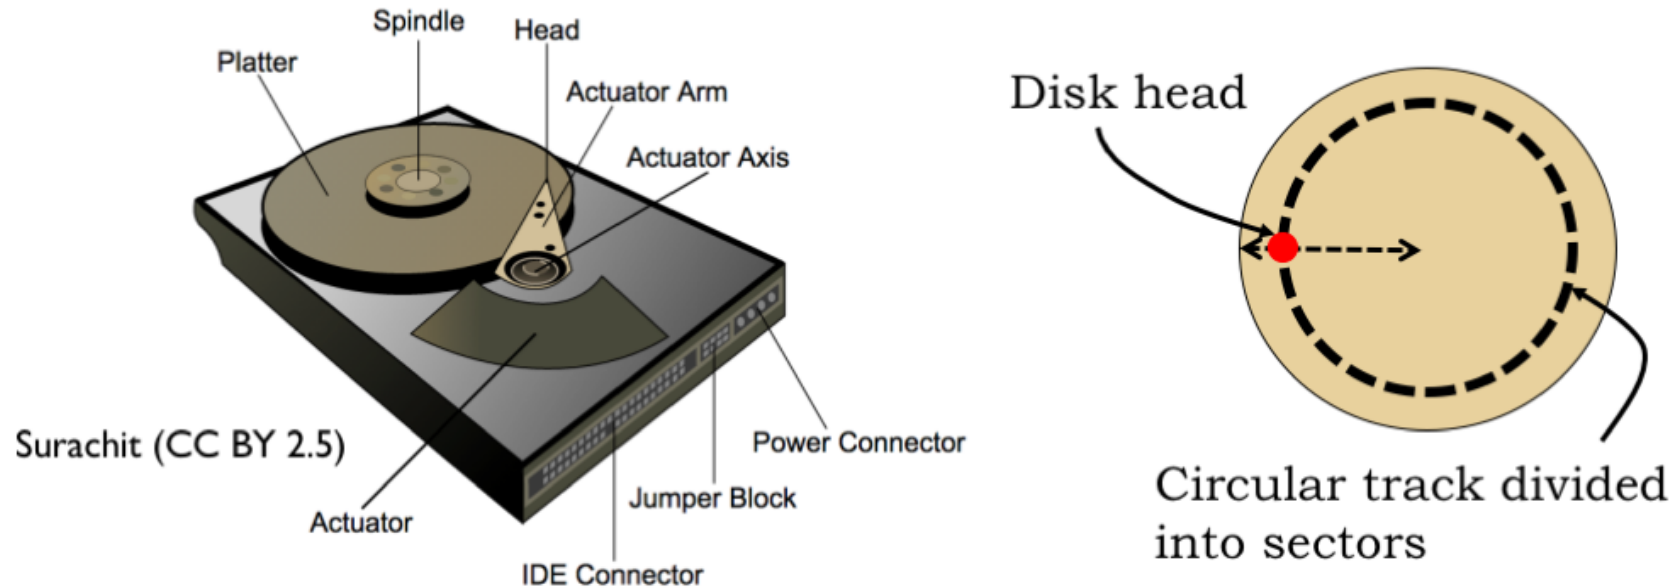 Spindle
Head
Platter
Actuator Arm
Actuator Axis
Surachit (CC BY 2.5)
Power Connector
Jumper Block
Actuator
IDE Connector
Disk head
Circular track divided
into sectors